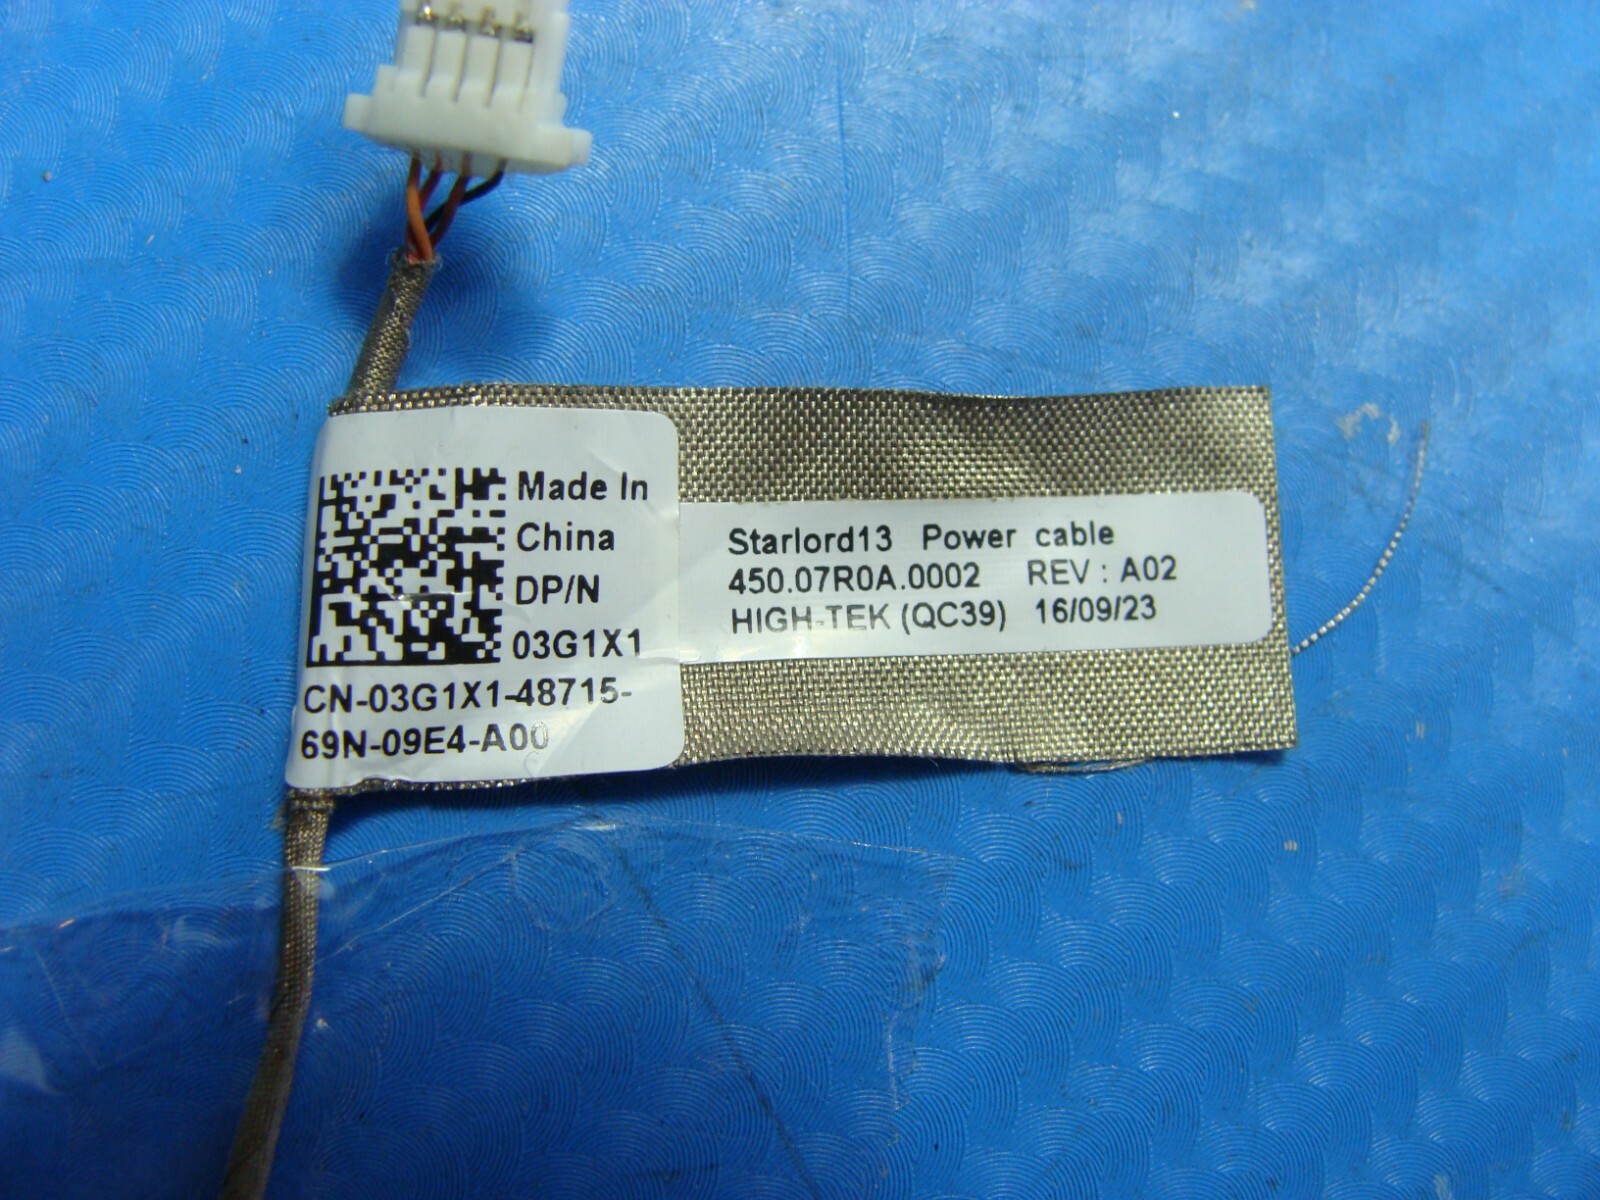 Made In
China
DP/N
03G1X1
CN-03G1X1-48715-
69N-09E4-A00
Starlord13 Power cable
450.07R0A.0002 REV : A02
HIGH-TEK (QC39) 16/09/23